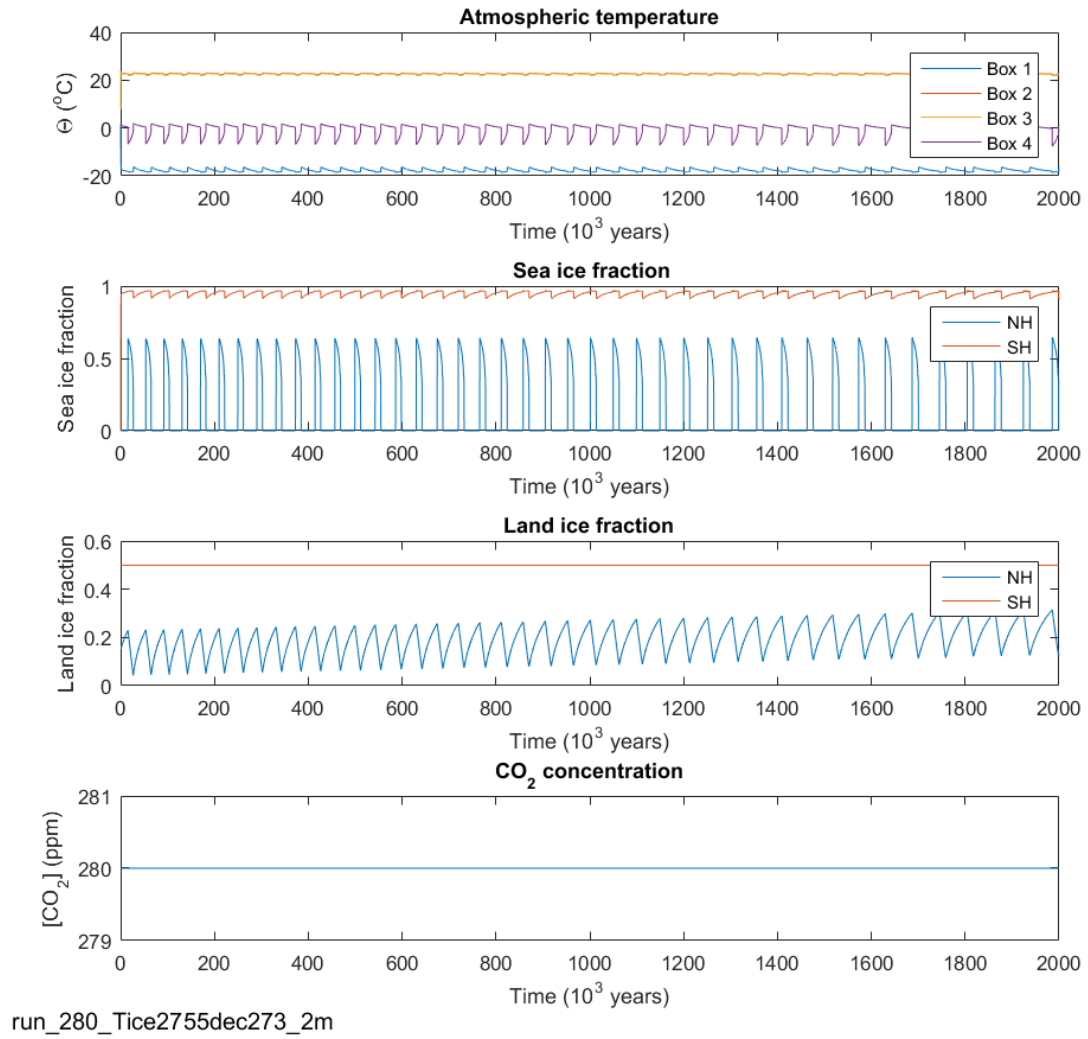 Atmospheric temperature
Θ (°C)
40
20
0
-20
Box 1
Box 2
Box 3
Box 4
0 200 400 600 800 1000 1200 1400 1600 1800 2000
Time (10³ years)
Sea ice fraction
Sea ice fraction
1
0.5
0
NH
SH
0 200 400 600 800 1000 1200 1400 1600 1800 2000
Time (10³ years)
Land ice fraction
Land ice fraction
0.6
0.4
0.2
0
NH
SH
0 200 400 600 800 1000 1200 1400 1600 1800 2000
Time (10³ years)
CO₂ concentration
[CO₂] (ppm)
281
280
279
0 200 400 600 800 1000 1200 1400 1600 1800 2000
Time (10³ years)
run_280_Tice2755dec273_2m